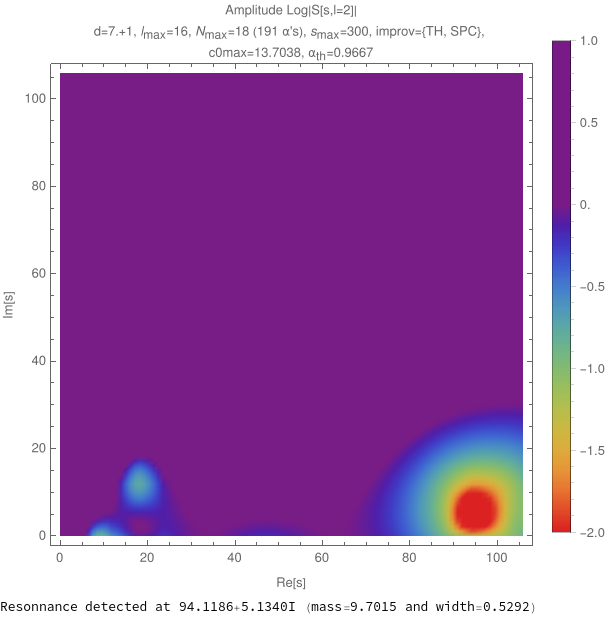 Amplitude Log|S[s,l=2]|
d=7.+1, lmax=16, Nmax=18 (191 α's), smax=300, improv={TH, SPC},
c0max=13.7038, αth=0.9667
1.0
0.5
0.
-0.5
-1.0
-1.5
-2.0
100
80
60
40
20
0
Im[s]
0 20 40 60 80 100
Re[s]
Resonnance detected at 94.1186+5.1340I (mass=9.7015 and width=0.5292)